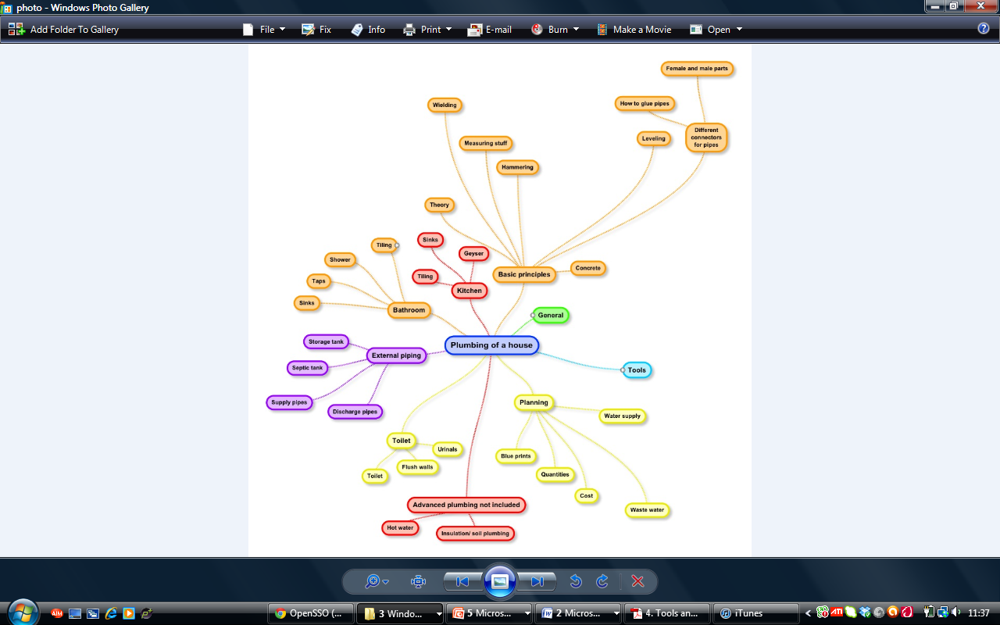 photo - Windows Photo Gallery
Add Folder To Gallery
File
Fix
Info
Print
E-mail
Burn
Make a Movie
Open
Female and male parts
How to glue pipes
Wielding
Different
connectors
for pipes
Leveling
Measuring stuff
Hammering
Theory
Sinks
Geyser
Tiling
Kitchen
Basic principles
Concrete
Tiling
Shower
Taps
Sinks
Bathroom
General
Plumbing of a house
Storage tank
External piping
Septic tank
Supply pipes
Discharge pipes
Tools
Planning
Water supply
Blue prints
Quantities
Cost
Waste water
Toilet
Urinals
Flush walls
Toilet
Advanced plumbing not included
Hot water
Insulation/ soil plumbing
AIM
OpenSSO (...
3 Windo...
5 Micros...
2 Micros...
4. Tools an...
iTunes
ATI
11:37